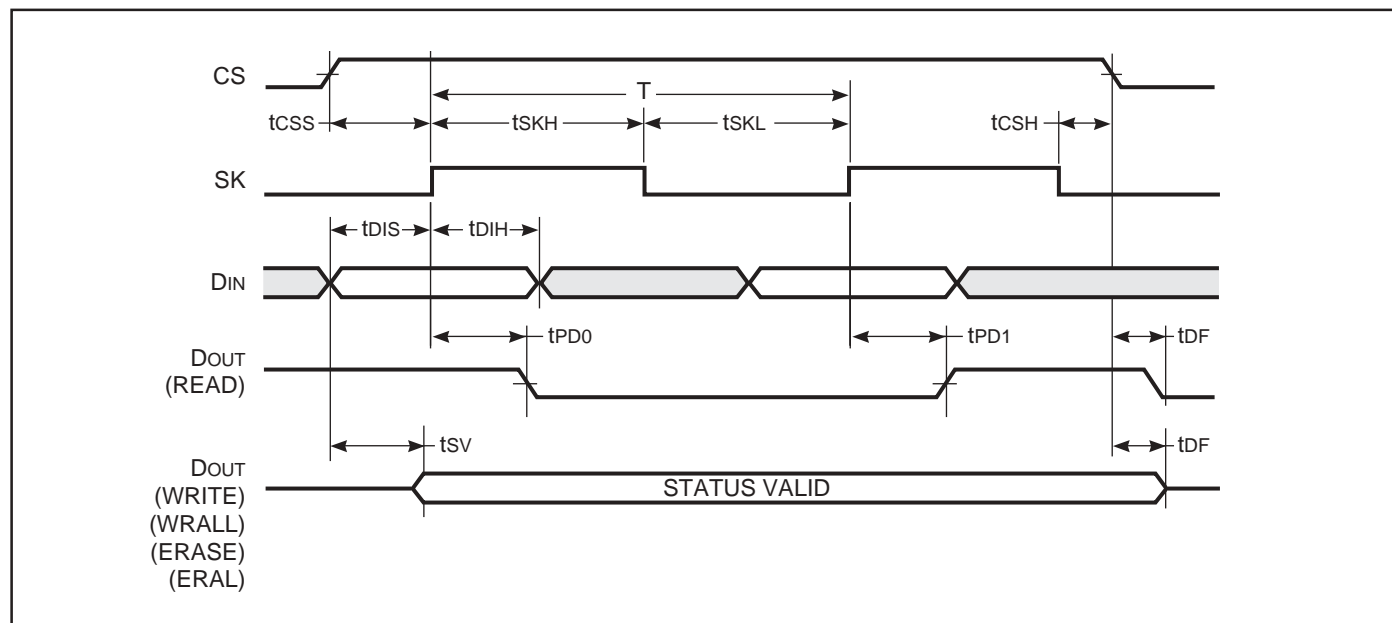 CS
T
tCSS
tSKH
tSKL
tCSH
SK
tDIS
tDIH
DIN
tPD0
tPD1
tDF
DOUT
(READ)
tSV
tDF
DOUT
(WRITE)
STATUS VALID
(WRALL)
(ERASE)
(ERAL)